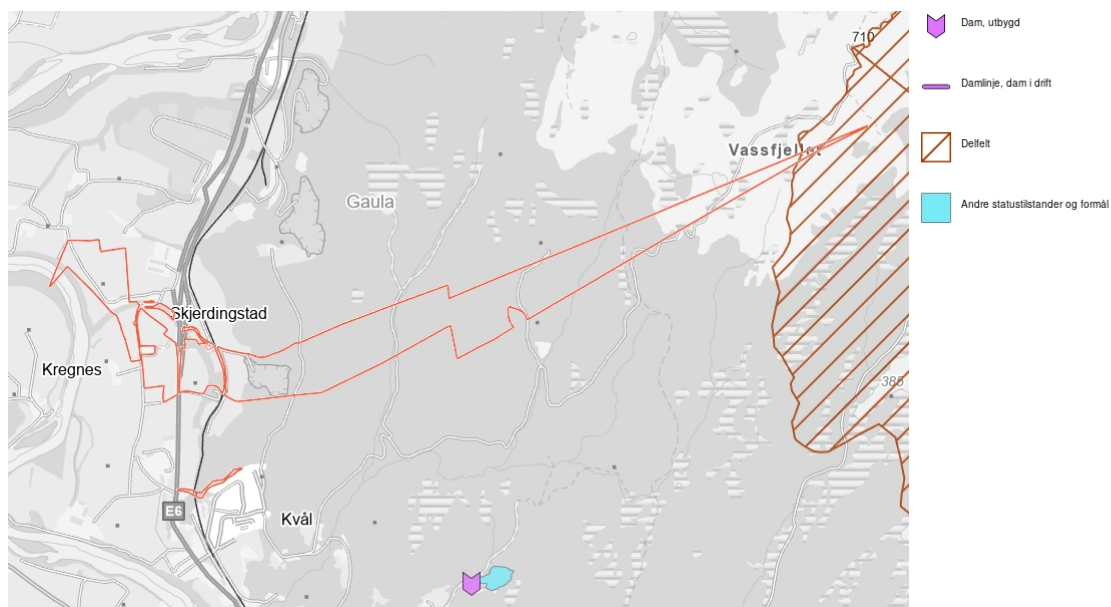 710
Vassfjellet
Gaula
Skjerdingstad
Kregnes
385
E6
Kvål
Dam, utbygd
Damlinje, dam i drift
Delfelt
Andre statustilstander og formål